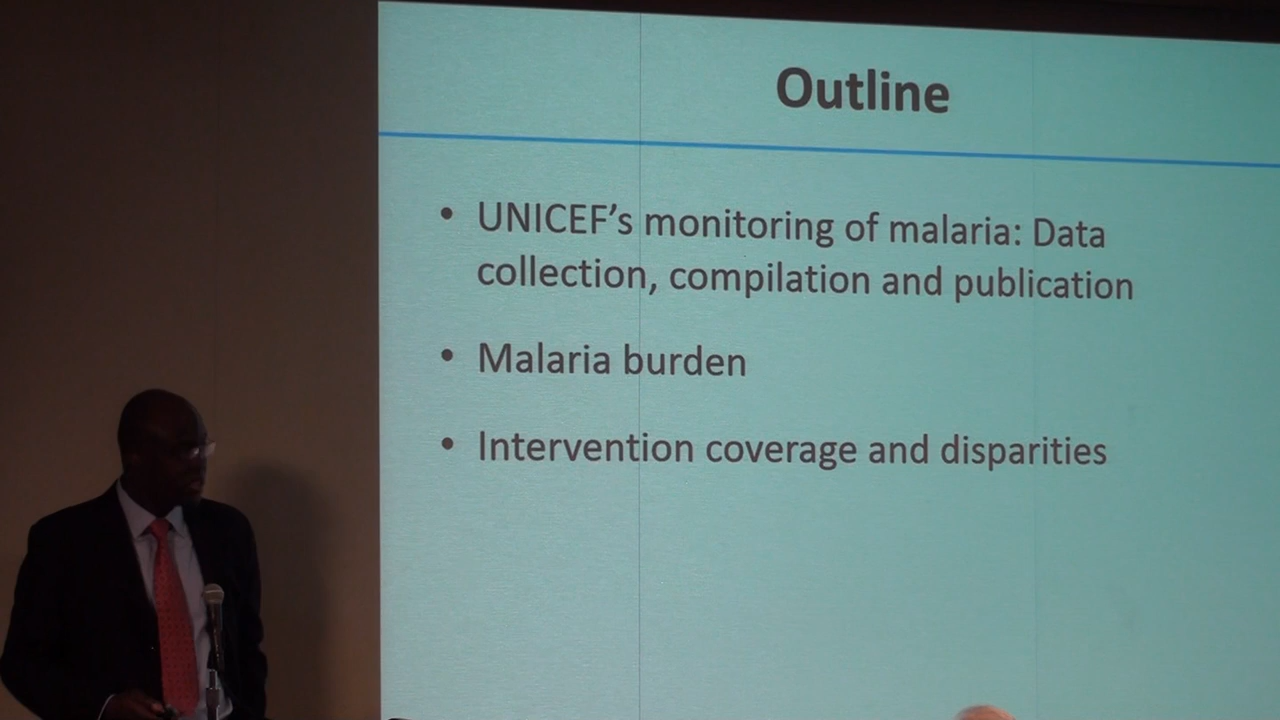 Outline
• UNICEF’s monitoring of malaria: Data
collection, compilation and publication
• Malaria burden
• Intervention coverage and disparities